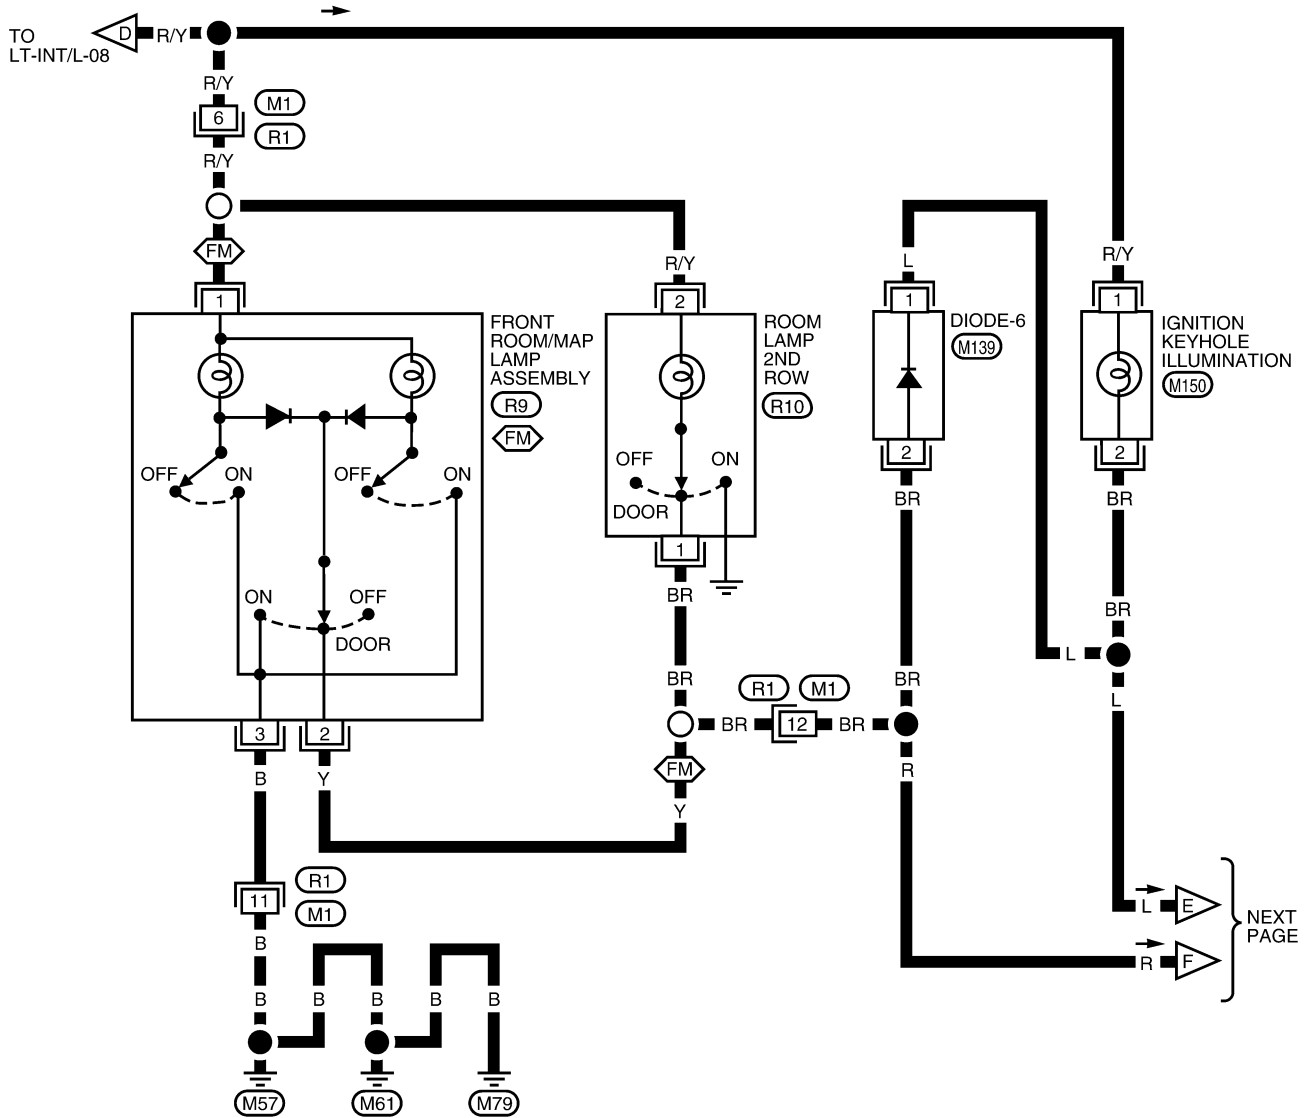 TO
LT-INT/L-08
D
R/Y
R/Y
6
M1
R1
R/Y
FM
R/Y
L
R/Y
1
2
1
1
FRONT
ROOM/MAP
LAMP
ASSEMBLY
R9
FM
ROOM
LAMP
2ND
ROW
R10
DIODE-6
M139
IGNITION
KEYHOLE
ILLUMINATION
M150
OFF
ON
OFF
ON
OFF
ON
DOOR
2
2
BR
BR
1
BR
ON
OFF
DOOR
BR
L
L
BR
BR
R1
M1
BR
12
BR
3
2
B
Y
FM
Y
R
R1
11
M1
B
B
B
B
B
B
M57
M61
M79
L
E
R
F
NEXT
PAGE